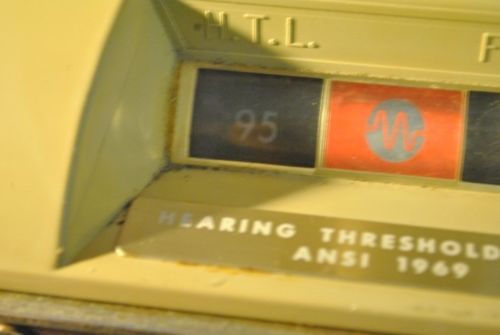 H.T.L.
F
95
HEARING THRESHOLD
ANSI 1969